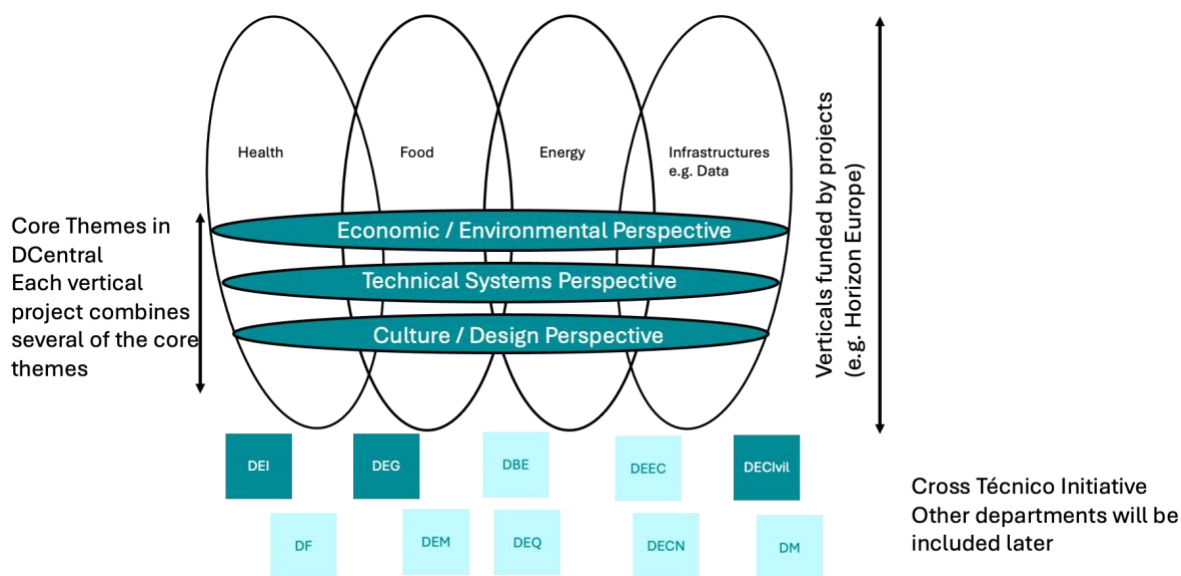 Health
Food
Energy
Infrastructures
e.g. Data
Economic / Environmental Perspective
Technical Systems Perspective
Culture / Design Perspective
Core Themes in
DCentral
Each vertical
project combines
several of the core
themes
Verticals funded by projects
(e.g. Horizon Europe)
DEI
DEG
DBE
DEEC
DECIvil
DF
DEM
DEQ
DECN
DM
Cross Técnico Initiative
Other departments will be
included later